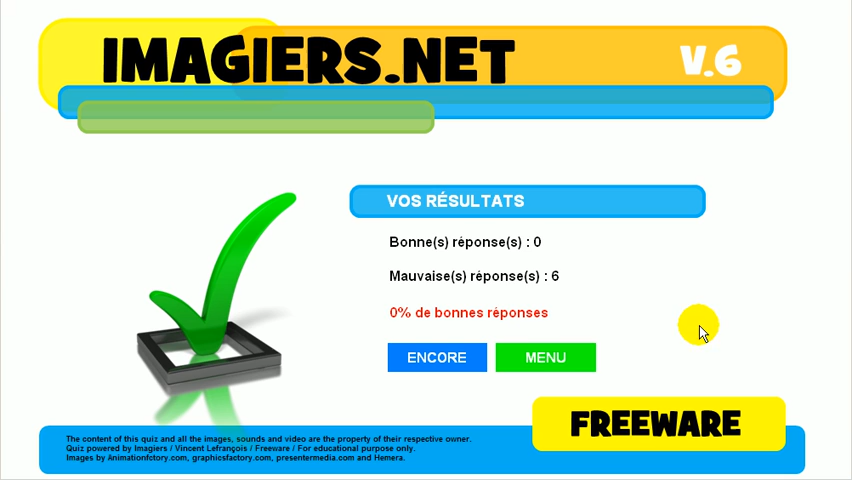 IMAGIERS.NET
V.6
VOS RÉSULTATS
Bonne(s) réponse(s) : 0
Mauvaise(s) réponse(s) : 6
0% de bonnes réponses
ENCORE
MENU
FREEWARE
The content of this quiz and all the images, sounds and video are the property of their respective owner.
Quiz powered by Imagiers / Vincent Lefrançois / Freeware / For educational purpose only.
Images by Animationfctory.com, graphicsfactory.com, presentermedia.com and Hemera.